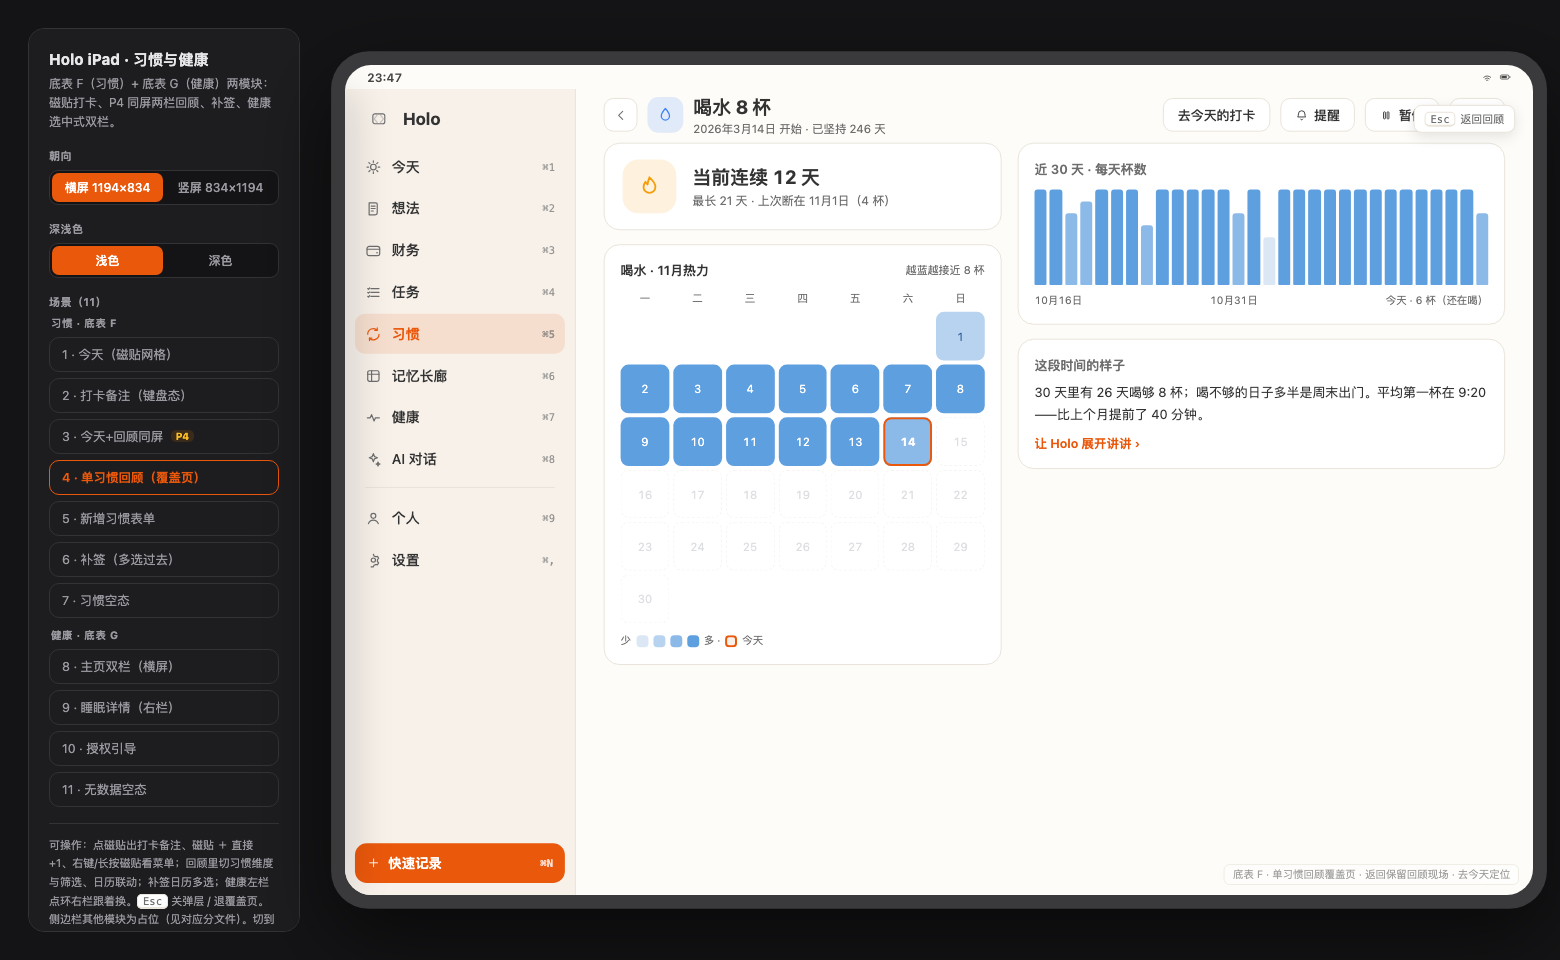 Holo iPad · 习惯与健康
底表 F（习惯）+ 底表 G（健康）两模块：
磁贴打卡、P4 同屏两栏回顾、补签、健康
选中式双栏。
朝向
横屏 1194×834
竖屏 834×1194
深浅色
浅色
深色
场景（11）
习惯 · 底表 F
1 · 今天（磁贴网格）
2 · 打卡备注（键盘态）
3 · 今天+回顾同屏 P4
4 · 单习惯回顾（覆盖页）
5 · 新增习惯表单
6 · 补签（多选过去）
7 · 习惯空态
健康 · 底表 G
8 · 主页双栏（横屏）
9 · 睡眠详情（右栏）
10 · 授权引导
11 · 无数据空态
可操作：点磁贴出打卡备注、磁贴 ＋ 直接
+1、右键/长按磁贴看菜单；回顾里切习惯维度
与筛选、日历联动；补签日历多选；健康左栏
点环右栏跟着换。 Esc 关弹层 / 退覆盖页。
侧边栏其他模块为占位（见对应分文件）。切到
23:47
Holo
今天 ⌘1
想法 ⌘2
财务 ⌘3
任务 ⌘4
习惯 ⌘5
记忆长廊 ⌘6
健康 ⌘7
AI 对话 ⌘8
个人 ⌘9
设置 ⌘,
+ 快速记录 ⌘N
喝水 8 杯
2026年3月14日 开始 · 已坚持 246 天
去今天的打卡
提醒
暂
Esc 返回回顾
当前连续 12 天
最长 21 天 · 上次断在 11月1日（4 杯）
喝水 · 11月热力
越蓝越接近 8 杯
一 二 三 四 五 六 日
1
2 3 4 5 6 7 8
9 10 11 12 13 14 15
16 17 18 19 20 21 22
23 24 25 26 27 28 29
30
少 多 · 今天
近 30 天 · 每天杯数
10月16日 10月31日 今天 · 6 杯（还在喝）
这段时间的样子
30 天里有 26 天喝够 8 杯；喝不够的日子多半是周末出门。平均第一杯在 9:20
——比上个月提前了 40 分钟。
让 Holo 展开讲讲 ›
底表 F · 单习惯回顾覆盖页 · 返回保留回顾现场 · 去今天定位